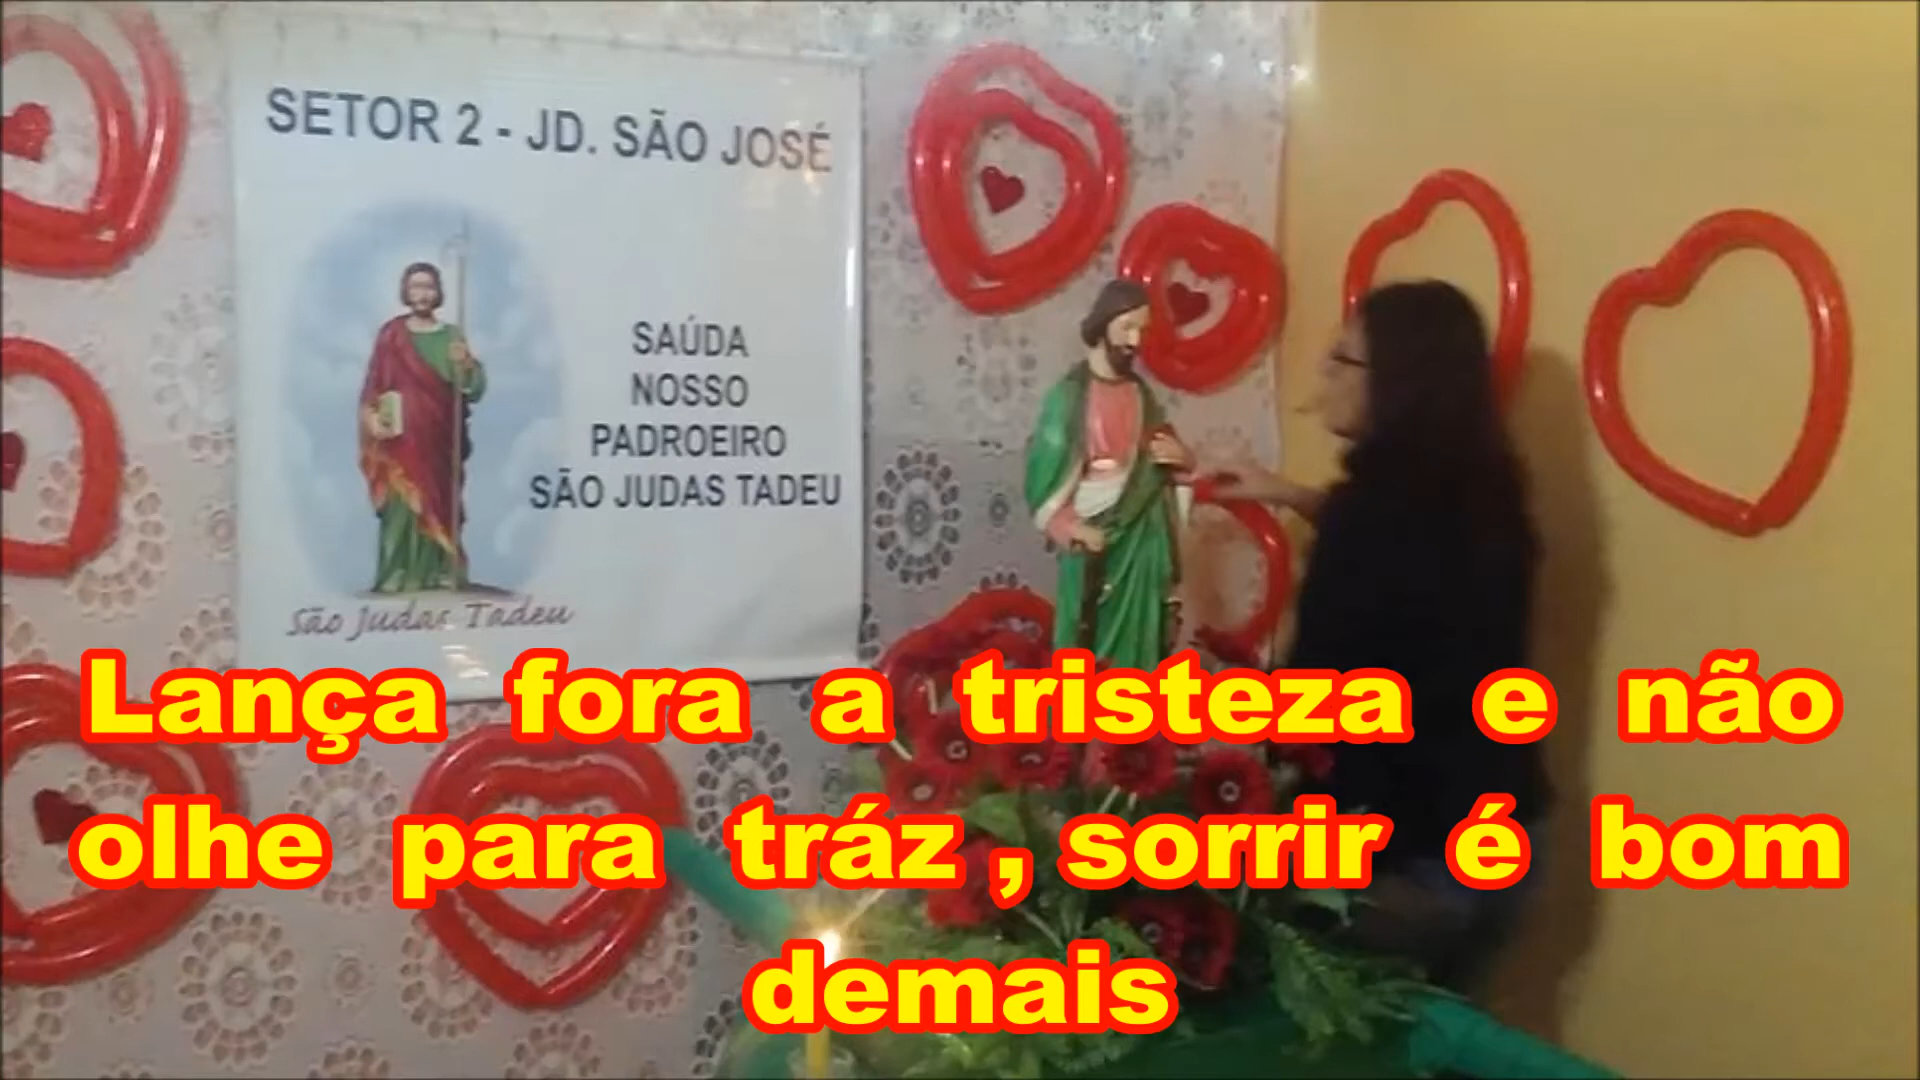 SETOR 2 - JD. SÃO JOSÉ
SAÚDA
NOSSO
PADROEIRO
SÃO JUDAS TADEU
São Judas Tadeu
Lança fora a tristeza e não
olhe para tráz , sorrir é bom
demais